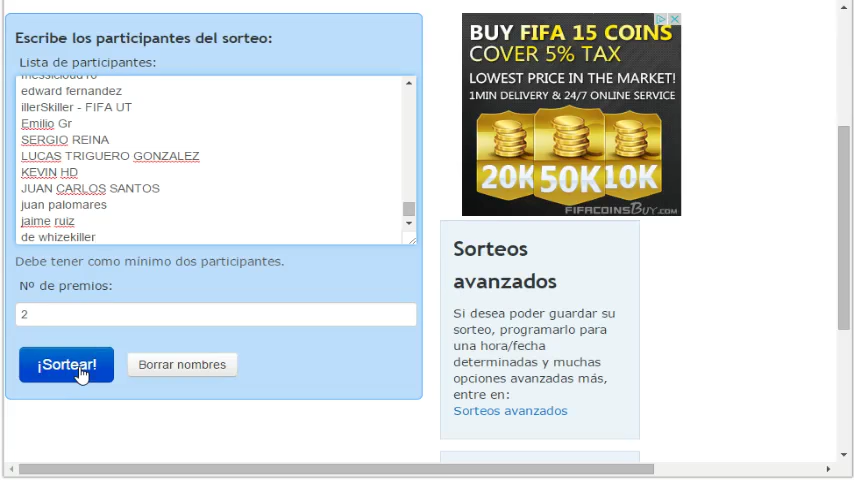 Escribe los participantes del sorteo:
Lista de participantes:
edward fernandez
illerSkiller - FIFA UT
Emilio Gr
SERGIO REINA
LUCAS TRIGUERO GONZALEZ
KEVIN HD
JUAN CARLOS SANTOS
juan palomares
jaime ruiz
de whizekiller
Debe tener como mínimo dos participantes.
Nº de premios:
2
¡Sortear!
Borrar nombres
BUY FIFA 15 COINS
COVER 5% TAX
LOWEST PRICE IN THE MARKET!
1MIN DELIVERY & 24/7 ONLINE SERVICE
20K 50K 10K
FIFACOINSBUY.COM
Sorteos
avanzados
Si desea poder guardar su
sorteo, programarlo para
una hora/fecha
determinadas y muchas
opciones avanzadas más,
entre en:
Sorteos avanzados